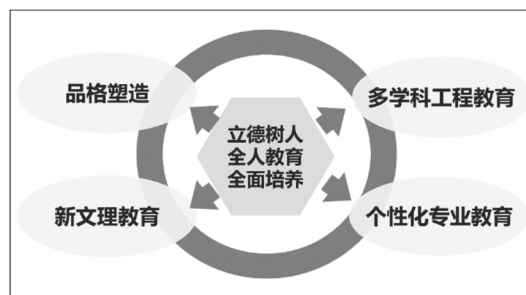 品格塑造
多学科工程教育
立德树人
全人教育
全面培养
新文理教育
个性化专业教育